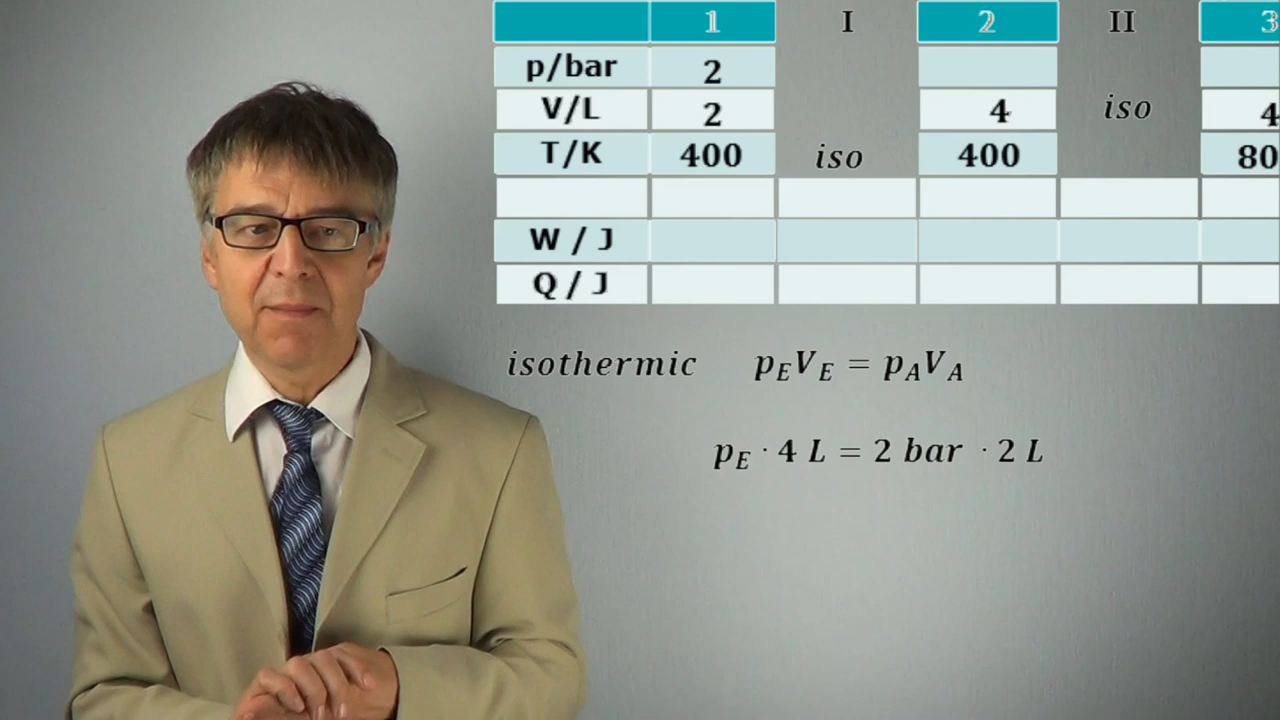 1 I 2 II 3
p/bar 2
V/L 2 4 iso 4
T/K 400 iso 400 80
W / J
Q / J
isothermic p_E V_E = p_A V_A
p_E · 4 L = 2 bar · 2 L